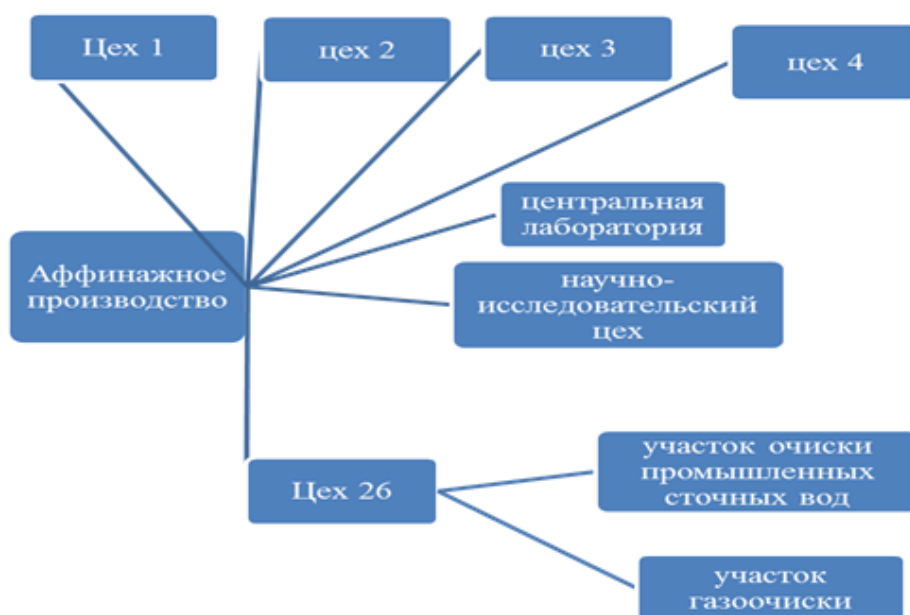 Цех 1
цех 2
цех 3
цех 4
центральная
лаборатория
Аффинажное
производство
научно-
исследовательский
цех
Цех 26
участок очиски
промышленных
сточных вод
участок
газоочиски